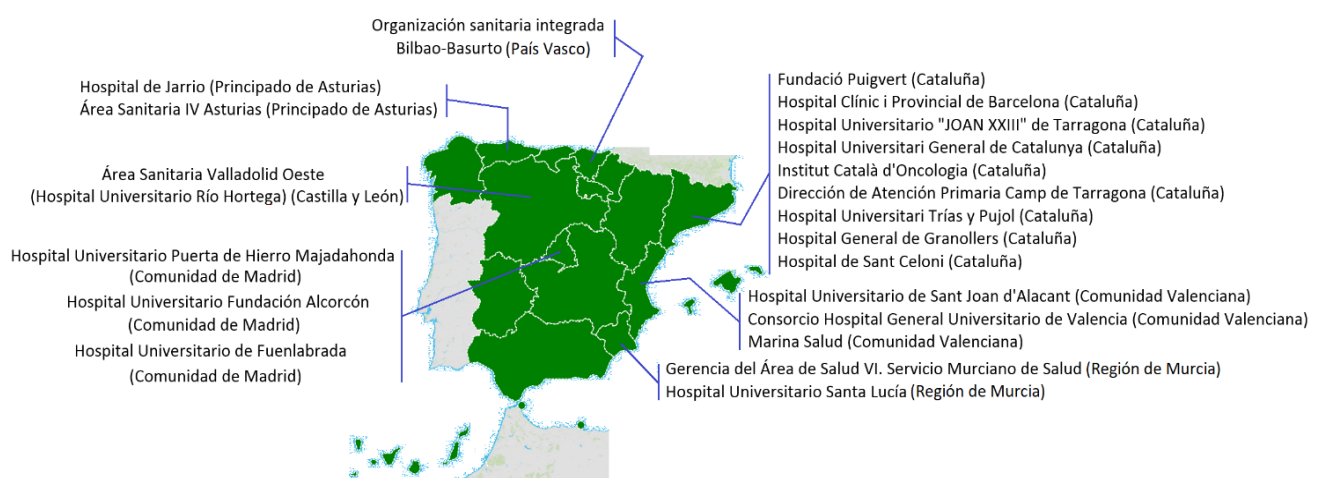 Organización sanitaria integrada
Bilbao-Basurto (País Vasco)
Hospital de Jarrio (Principado de Asturias)
Área Sanitaria IV Asturias (Principado de Asturias)
Área Sanitaria Valladolid Oeste
(Hospital Universitario Río Hortega) (Castilla y León)
Hospital Universitario Puerta de Hierro Majadahonda
(Comunidad de Madrid)
Hospital Universitario Fundación Alcorcón
(Comunidad de Madrid)
Hospital Universitario de Fuenlabrada
(Comunidad de Madrid)
Fundació Puigvert (Cataluña)
Hospital Clínic i Provincial de Barcelona (Cataluña)
Hospital Universitario "JOAN XXIII" de Tarragona (Cataluña)
Hospital Universitari General de Catalunya (Cataluña)
Institut Català d'Oncologia (Cataluña)
Dirección de Atención Primaria Camp de Tarragona (Cataluña)
Hospital Universitari Trías y Pujol (Cataluña)
Hospital General de Granollers (Cataluña)
Hospital de Sant Celoni (Cataluña)
Hospital Universitario de Sant Joan d'Alacant (Comunidad Valenciana)
Consorcio Hospital General Universitario de Valencia (Comunidad Valenciana)
Marina Salud (Comunidad Valenciana)
Gerencia del Área de Salud VI. Servicio Murciano de Salud (Región de Murcia)
Hospital Universitario Santa Lucía (Región de Murcia)